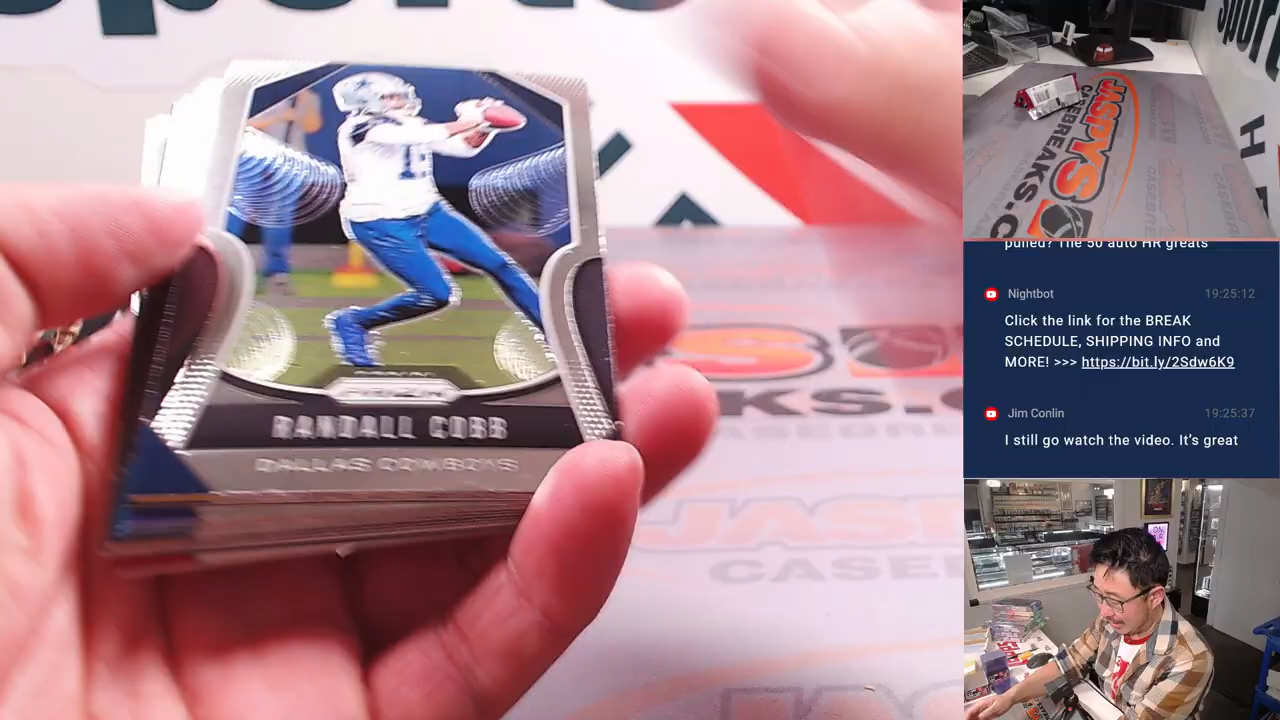 RANDALL COBB
DALLAS COWBOYS
JASPYS
CASEBREAKS.C
pulled? The 50 auto HR greats
Nightbot
19:25:12
Click the link for the BREAK
SCHEDULE, SHIPPING INFO and
MORE! >>> https://bit.ly/2Sdw6K9
Jim Conlin
19:25:37
I still go watch the video. It's great